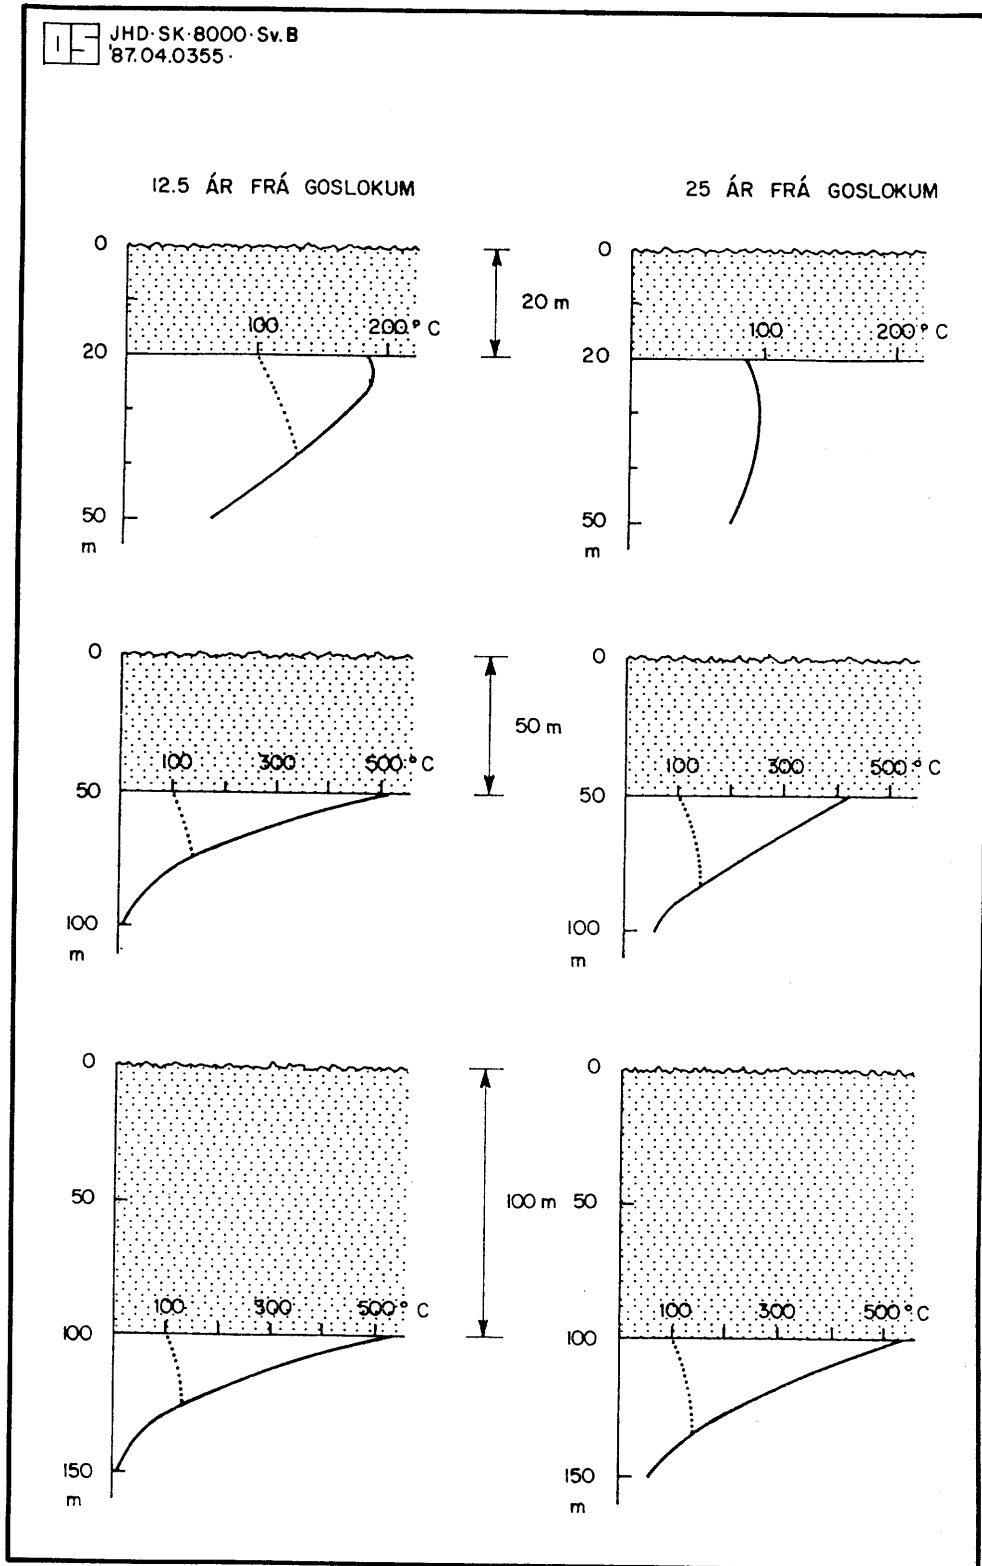 OS
JHD·SK·8000·Sv.B
'87.04.0355·
12.5 ÁR FRÁ GOSLOKUM
25 ÁR FRÁ GOSLOKUM
0
100
200° C
20
50
m
20 m
0
100
200° C
20
50
m
0
100
300
500·°C
50
100
m
50 m
0
100
300
500°C
50
100
m
0
50
100
300
500·° C
100
150
m
100 m
0
50
100
300
500° C
100
150
m